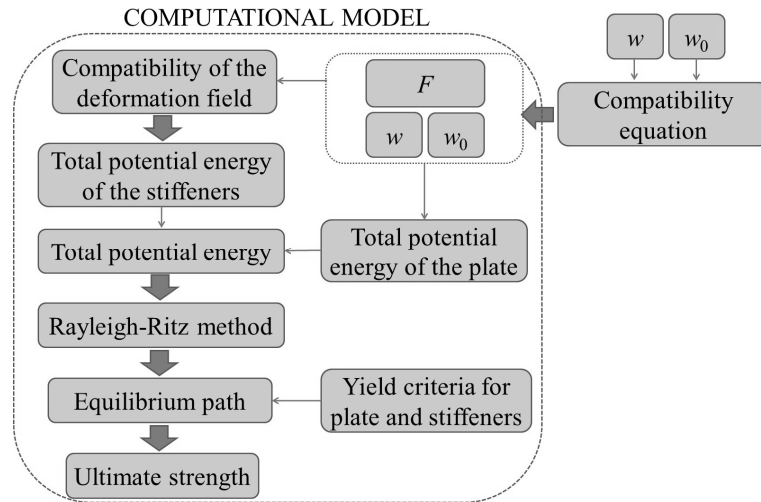 COMPUTATIONAL MODEL
w
w0
Compatibility of the
deformation field
F
w
w0
Compatibility
equation
Total potential energy
of the stiffeners
Total potential energy
Total potential
energy of the plate
Rayleigh-Ritz method
Equilibrium path
Yield criteria for
plate and stiffeners
Ultimate strength